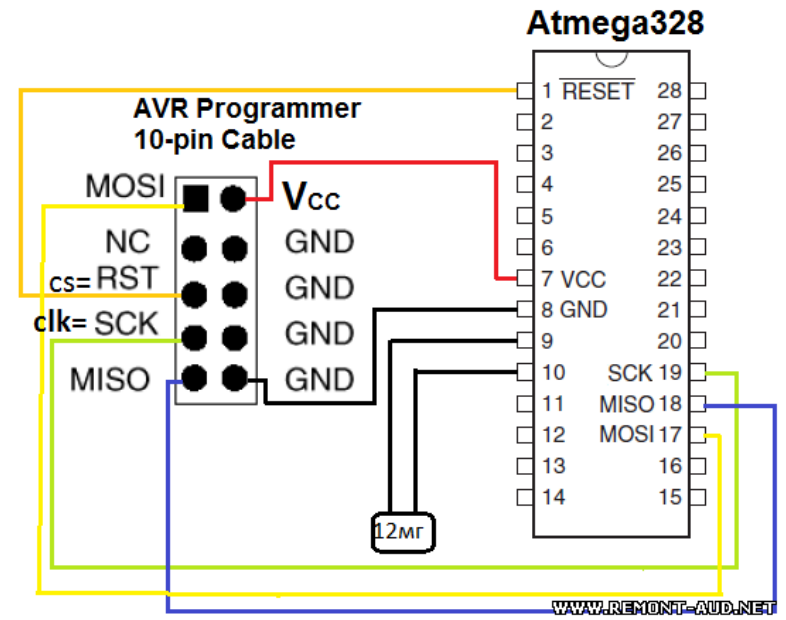 Atmega328
AVR Programmer
10-pin Cable
MOSI
Vcc
NC
GND
cs= RST
GND
clk= SCK
GND
MISO
GND
1 RESET 28
2 27
3 26
4 25
5 24
6 23
7 VCC 22
8 GND 21
9 20
10 SCK 19
11 MISO 18
12 MOSI 17
13 16
14 15
12мг
WWW.REMONT-AUD.NET